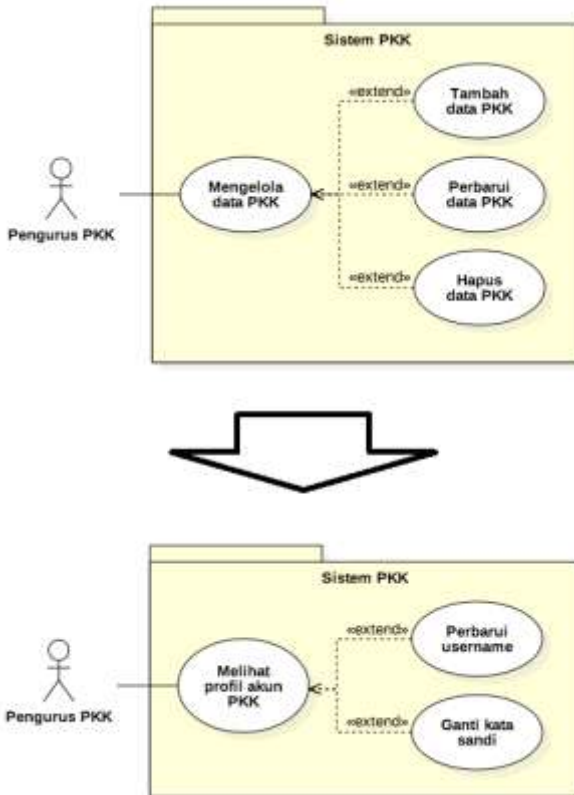 Sistem PKK
«extend»
Tambah
data PKK
Mengelola
data PKK
«extend»
Perbarui
data PKK
Pengurus PKK
«extend»
Hapus
data PKK
Sistem PKK
«extend»
Perbarui
username
Melihat
profil akun
PKK
Pengurus PKK
«extend»
Ganti kata
sandi